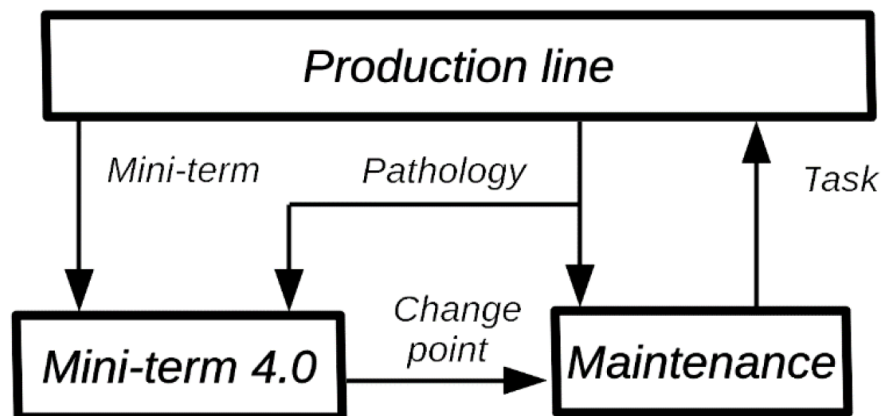 Production line
Mini-term
Pathology
Task
Change
point
Mini-term 4.0
Maintenance